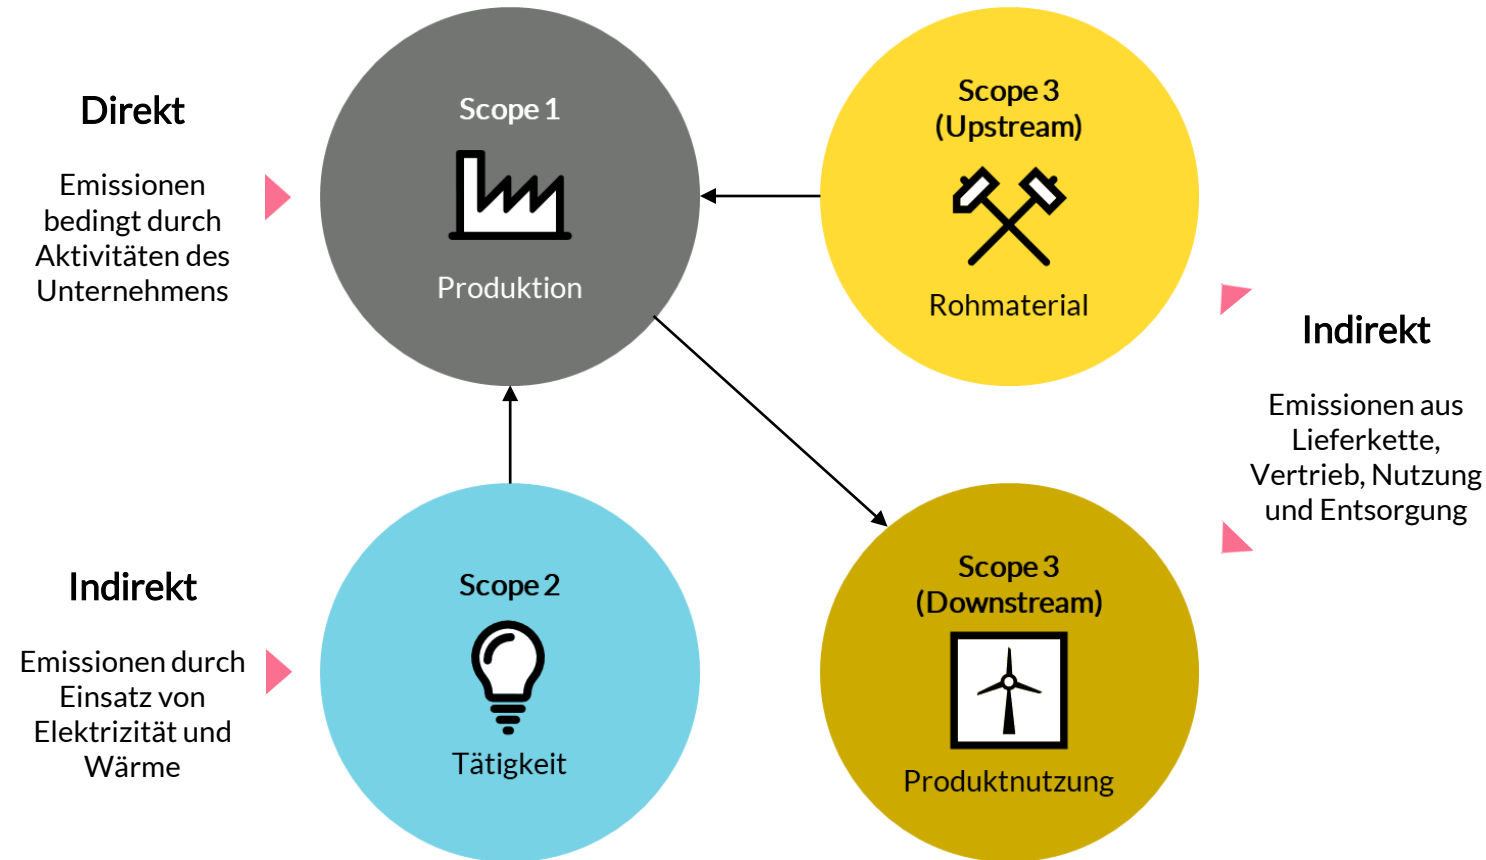 Direkt
Emissionen
bedingt durch
Aktivitäten des
Unternehmens
Scope 1
Produktion
Scope 3
(Upstream)
Rohmaterial
Indirekt
Emissionen aus
Lieferkette,
Vertrieb, Nutzung
und Entsorgung
Indirekt
Emissionen durch
Einsatz von
Elektrizität und
Wärme
Scope 2
Tätigkeit
Scope 3
(Downstream)
Produktnutzung